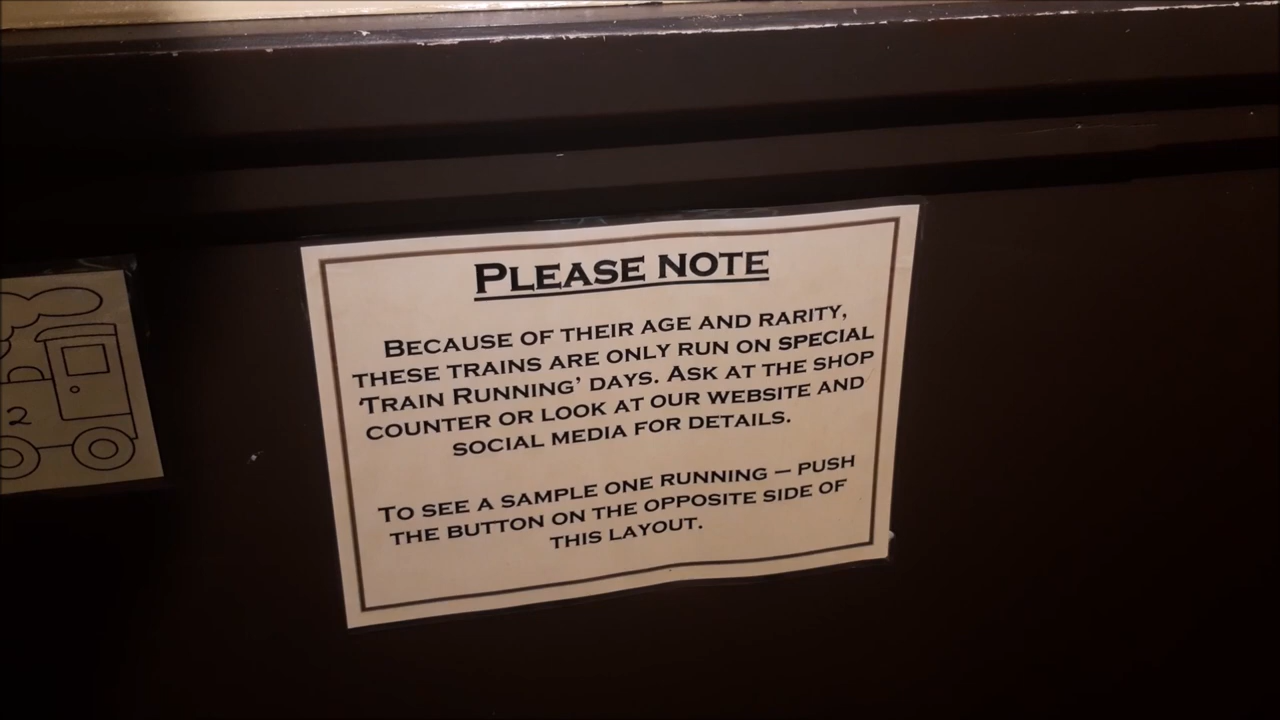 PLEASE NOTE
BECAUSE OF THEIR AGE AND RARITY,
THESE TRAINS ARE ONLY RUN ON SPECIAL
'TRAIN RUNNING' DAYS. ASK AT THE SHOP
COUNTER OR LOOK AT OUR WEBSITE AND
SOCIAL MEDIA FOR DETAILS.
TO SEE A SAMPLE ONE RUNNING – PUSH
THE BUTTON ON THE OPPOSITE SIDE OF
THIS LAYOUT.
2